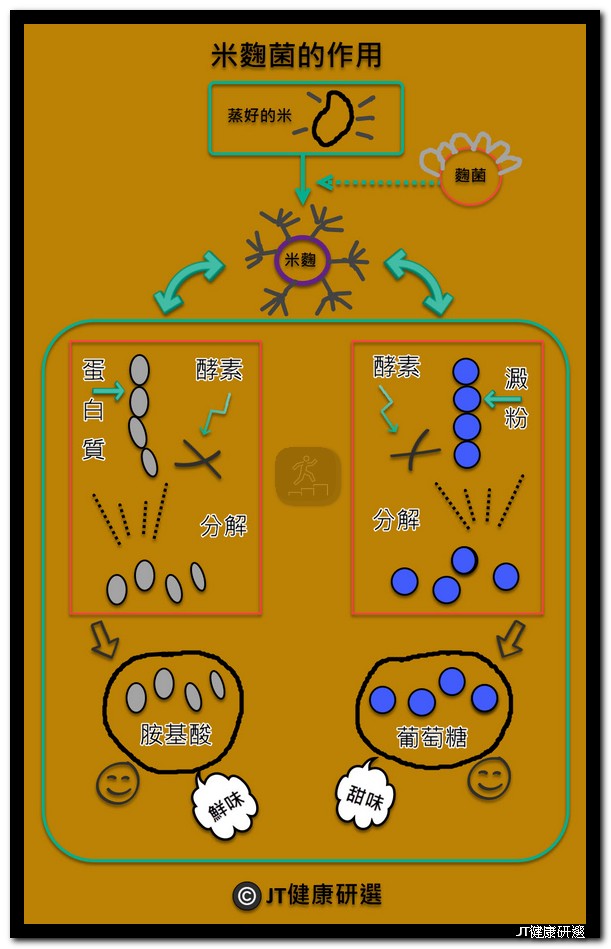 米麴菌的作用
蒸好的米
麴菌
米麴
蛋白質
酵素
分解
酵素
澱粉
分解
胺基酸
鮮味
葡萄糖
甜味
© JT健康研選
JT健康研選